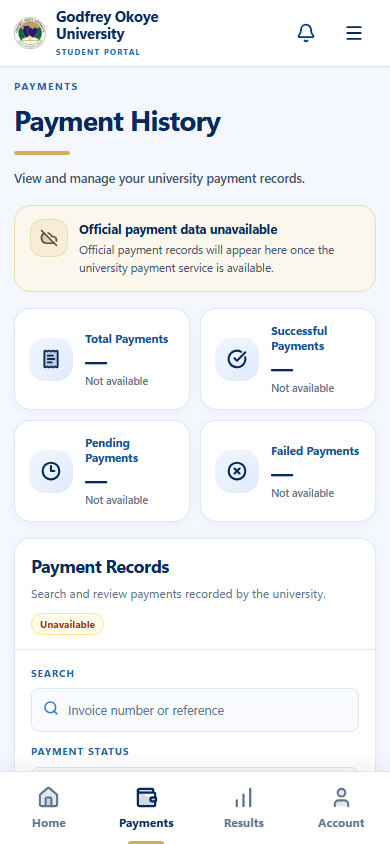 Godfrey Okoye
University
STUDENT PORTAL
PAYMENTS
Payment History
View and manage your university payment records.
Official payment data unavailable
Official payment records will appear here once the
university payment service is available.
Total Payments
—
Not available
Successful
Payments
—
Not available
Pending
Payments
—
Not available
Failed Payments
—
Not available
Payment Records
Search and review payments recorded by the university.
Unavailable
SEARCH
Invoice number or reference
PAYMENT STATUS
Home
Payments
Results
Account